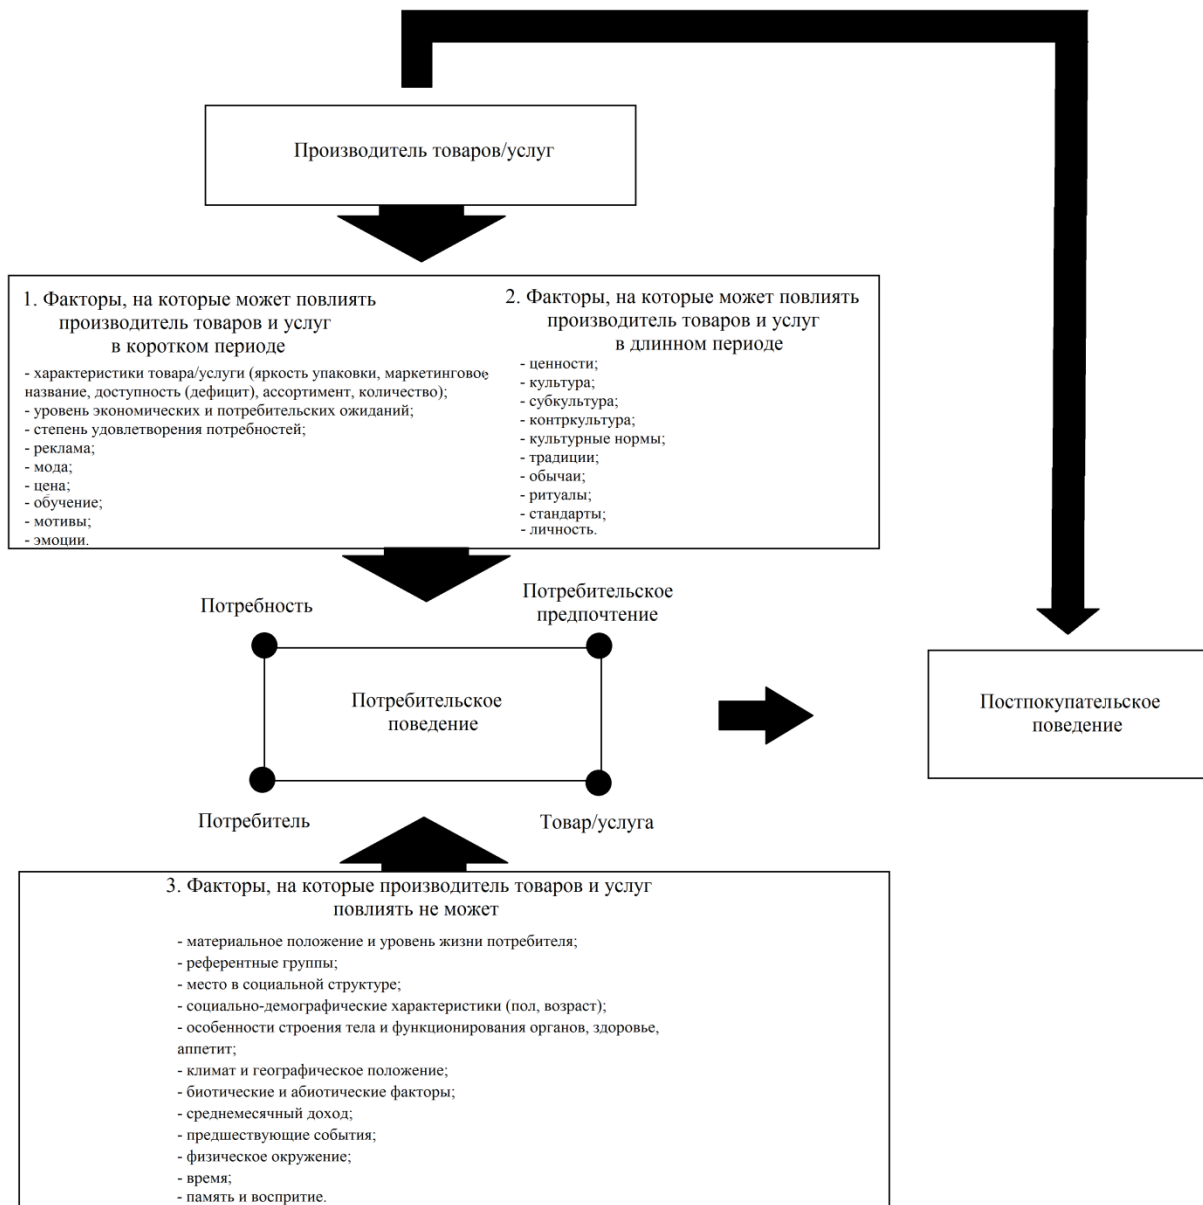 Производитель товаров/услуг
1. Факторы, на которые может повлиять
производитель товаров и услуг
в коротком периоде
- характеристики товара/услуги (яркость упаковки, маркетинговое
название, доступность (дефицит), ассортимент, количество);
- уровень экономических и потребительских ожиданий;
- степень удовлетворения потребностей;
- реклама;
- мода;
- цена;
- обучение;
- мотивы;
- эмоции.
2. Факторы, на которые может повлиять
производитель товаров и услуг
в длинном периоде
- ценности;
- культура;
- субкультура;
- контркультура;
- культурные нормы;
- традиции;
- обычаи;
- ритуалы;
- стандарты;
- личность.
Потребность
Потребительское
предпочтение
Потребительское
поведение
Постпокупательское
поведение
Потребитель
Товар/услуга
3. Факторы, на которые производитель товаров и услуг
повлиять не может
- материальное положение и уровень жизни потребителя;
- референтные группы;
- место в социальной структуре;
- социально-демографические характеристики (пол, возраст);
- особенности строения тела и функционирования органов, здоровье,
аппетит;
- климат и географическое положение;
- биотические и абиотические факторы;
- среднемесячный доход;
- предшествующие события;
- физическое окружение;
- время;
- память и воспритие.